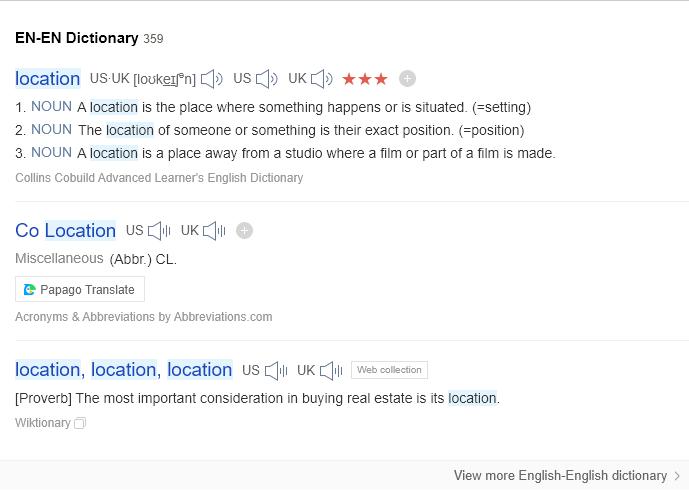 EN-EN Dictionary 359
location US·UK [loʊkeɪʃᵊn] US UK
1. NOUN A location is the place where something happens or is situated. (=setting)
2. NOUN The location of someone or something is their exact position. (=position)
3. NOUN A location is a place away from a studio where a film or part of a film is made.
Collins Cobuild Advanced Learner's English Dictionary
Co Location US UK
Miscellaneous (Abbr.) CL.
Papago Translate
Acronyms & Abbreviations by Abbreviations.com
location, location, location US UK Web collection
[Proverb] The most important consideration in buying real estate is its location.
Wiktionary
View more English-English dictionary